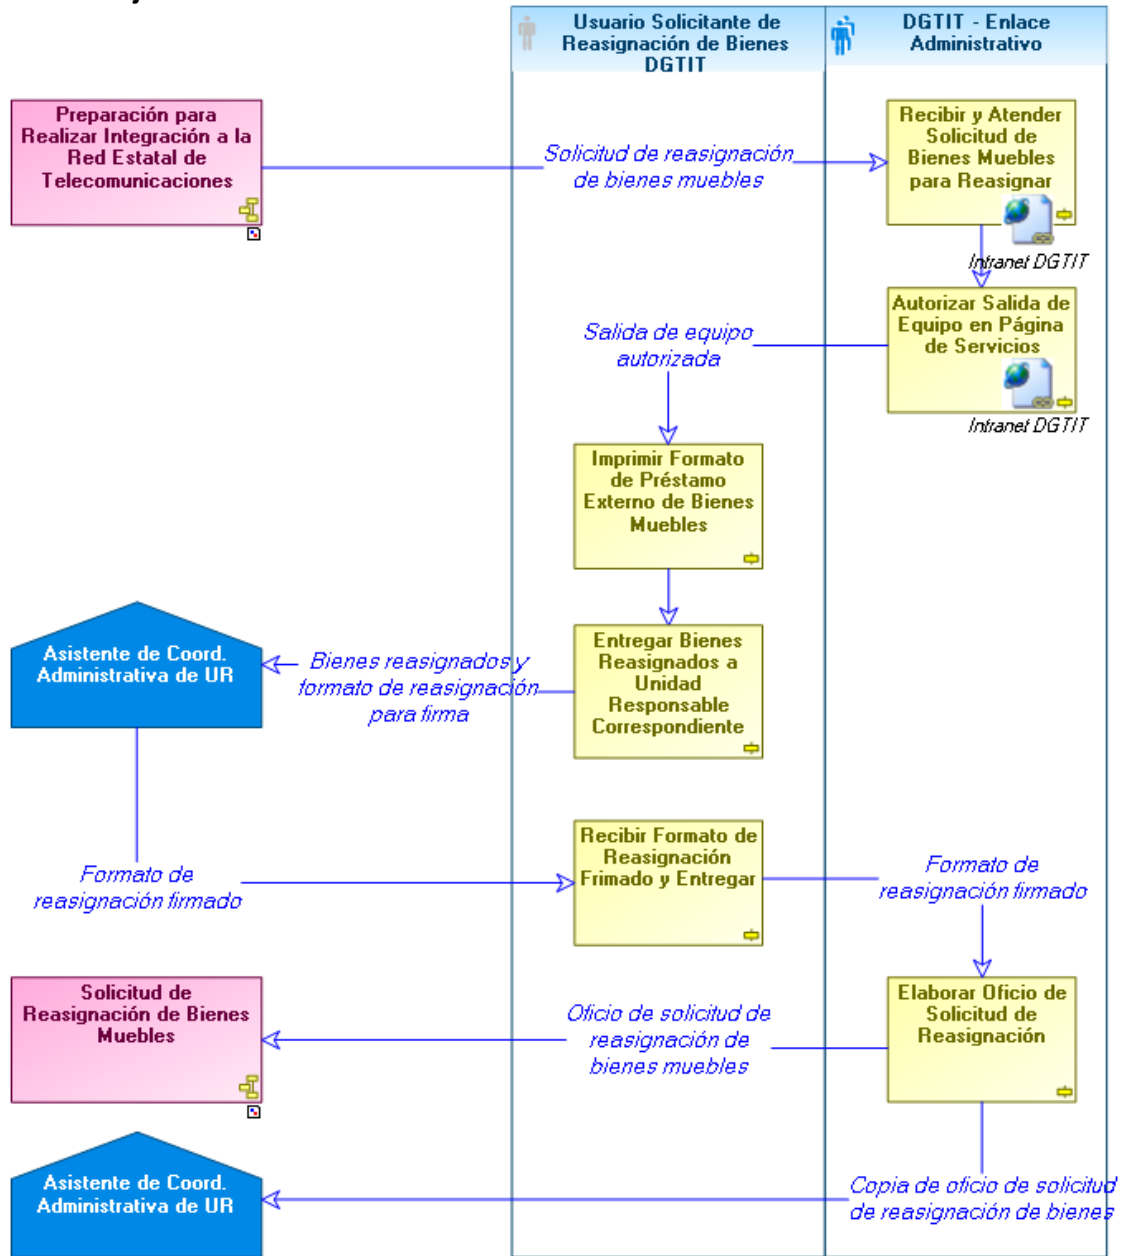 Usuario Solicitante de
Reasignación de Bienes
DGTIT
DGTIT - Enlace
Administrativo
Preparación para
Realizar Integración a la
Red Estatal de
Telecomunicaciones
Solicitud de reasignación
de bienes muebles
Recibir y Atender
Solicitud de
Bienes Muebles
para Reasignar
Intranet DGTIT
Autorizar Salida de
Equipo en Página
de Servicios
Intranet DGTIT
Salida de equipo
autorizada
Imprimir Formato
de Préstamo
Externo de Bienes
Muebles
Entregar Bienes
Reasignados a
Unidad
Responsable
Correspondiente
Bienes reasignados y
formato de reasignación
para firma
Asistente de Coord.
Administrativa de UR
Formato de
reasignación firmado
Recibir Formato de
Reasignación
Frimado y Entregar
Formato de
reasignación firmado
Elaborar Oficio de
Solicitud de
Reasignación
Oficio de solicitud de
reasignación de
bienes muebles
Solicitud de
Reasignación de Bienes
Muebles
Copia de oficio de solicitud
de reasignación de bienes
Asistente de Coord.
Administrativa de UR